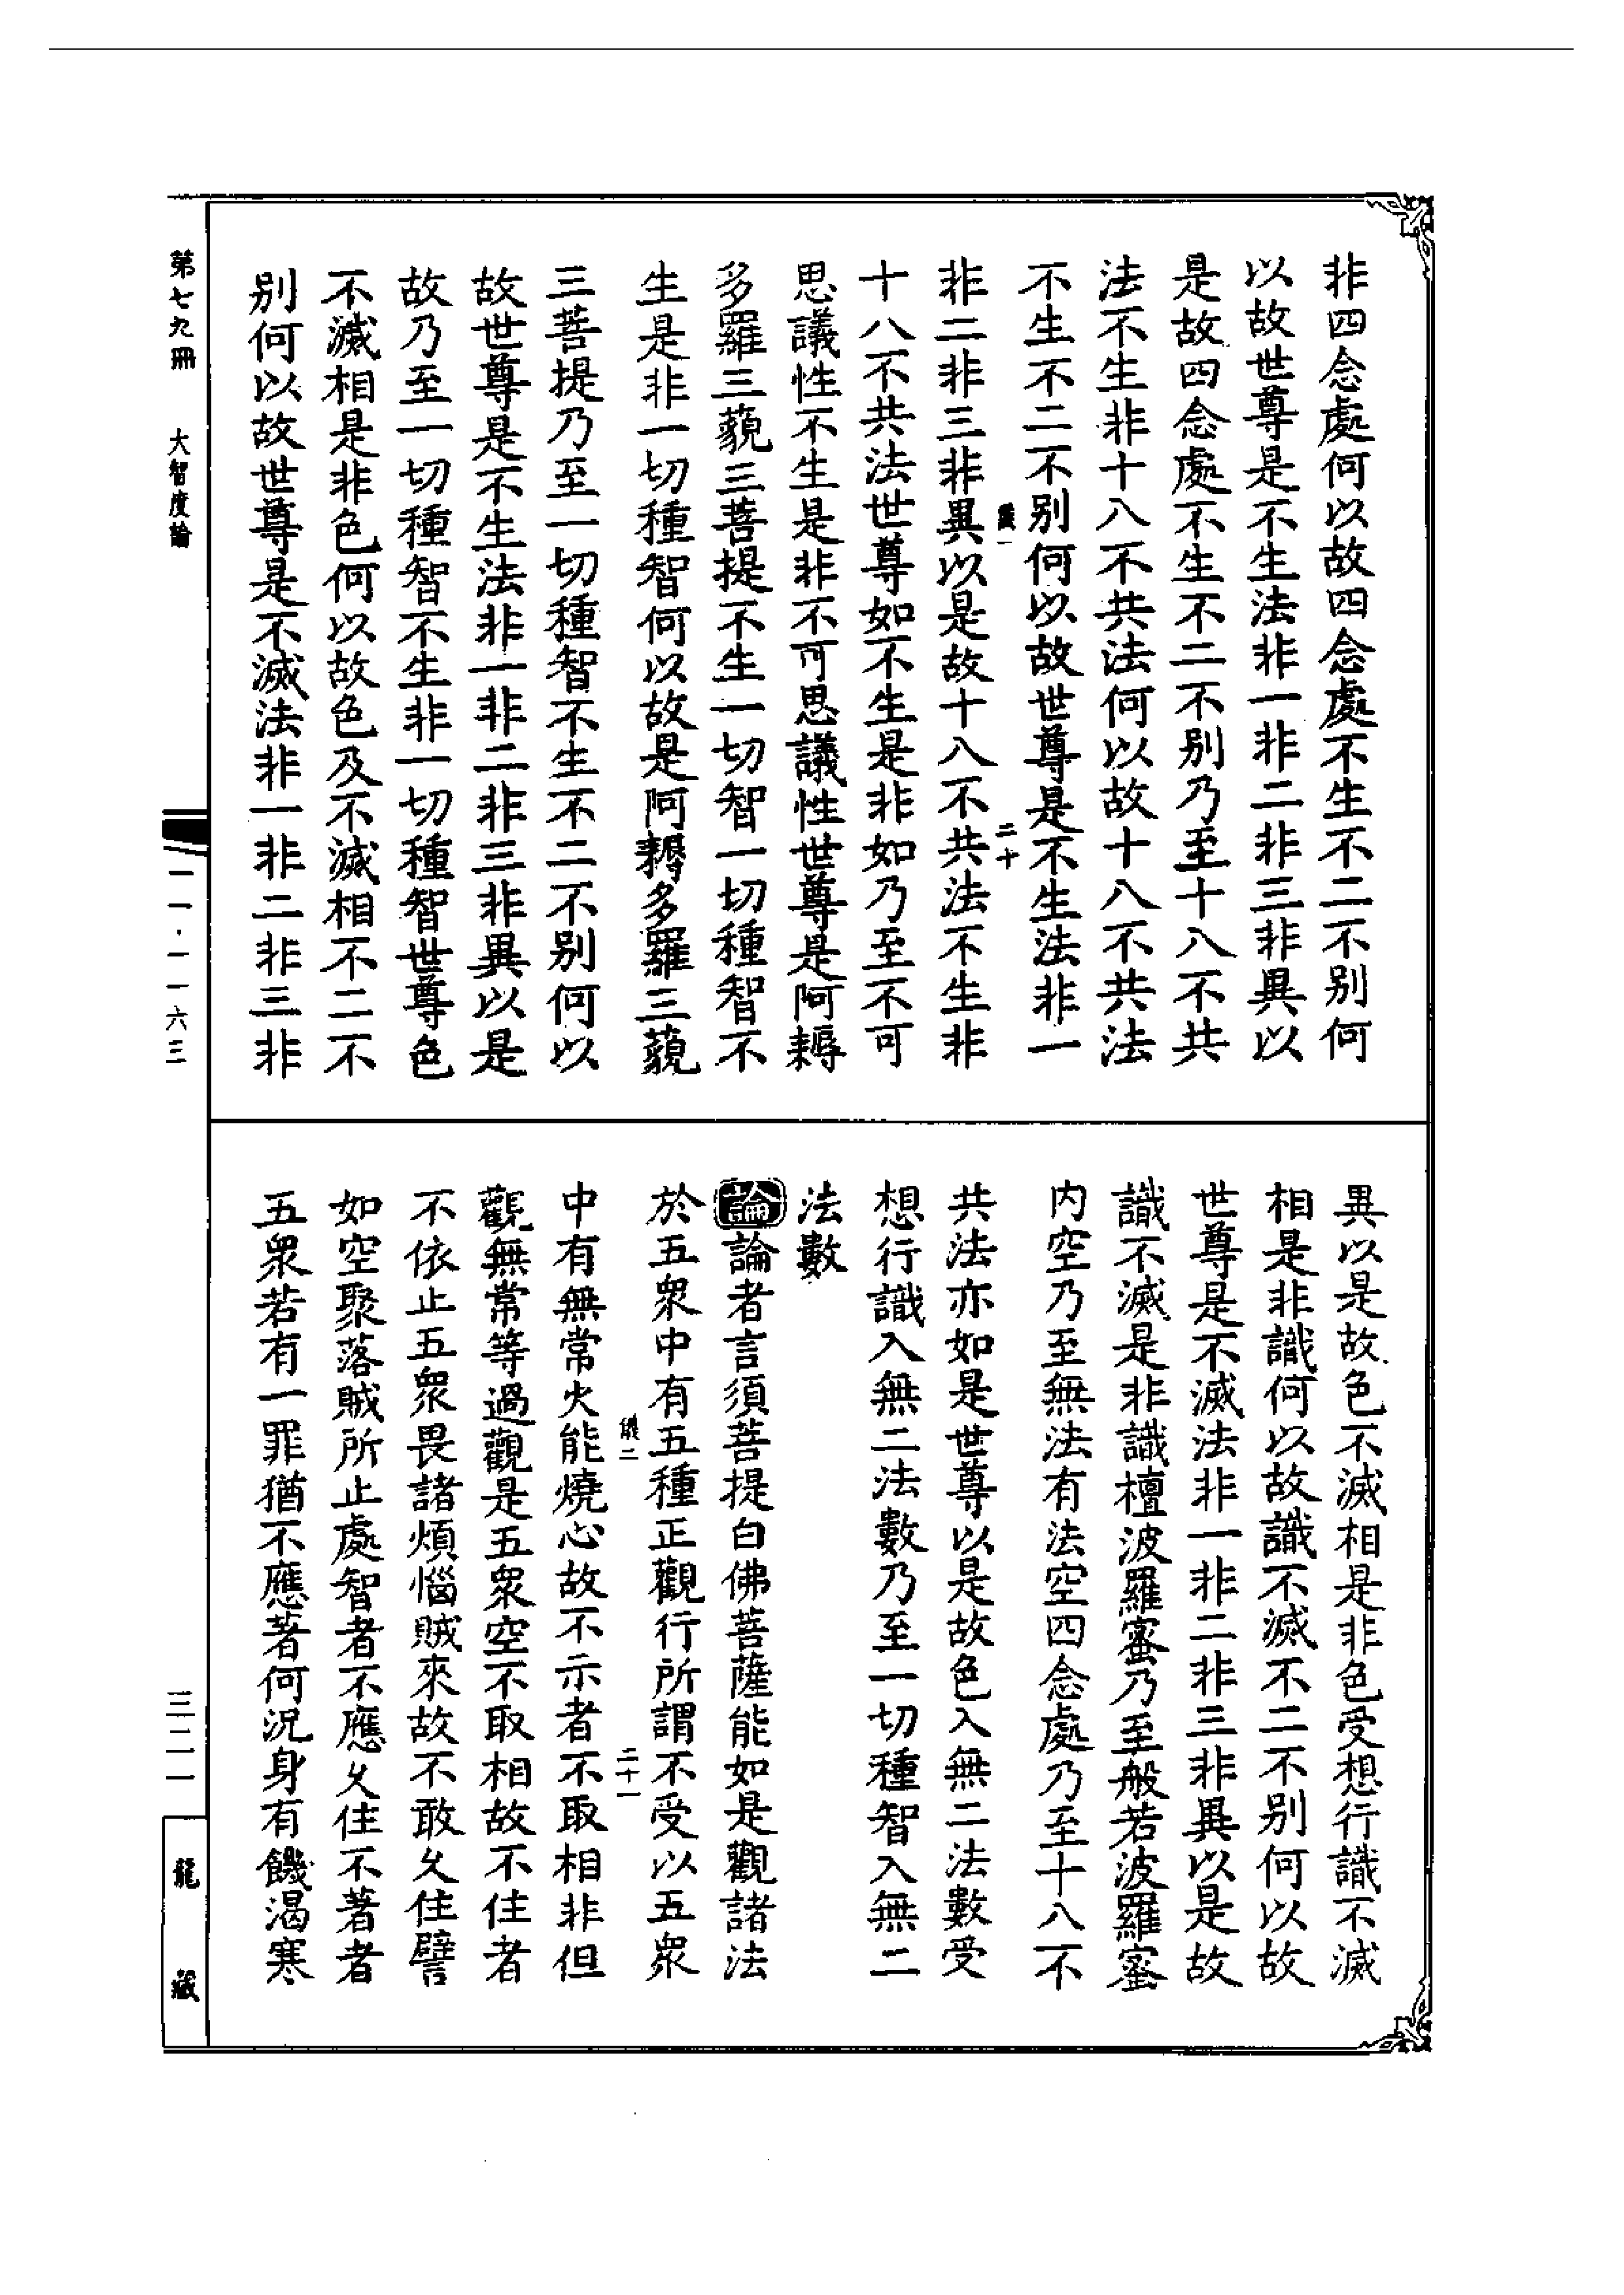 非四念處何以故四念處不生不二不别何
以故世尊是不生法非一非二非三非異以
是故四念處不生不二不别乃至十八不共
法不生非十八不共法何以故十八不共法
不生不二不别何以故世尊是不生法非一
二十
非二非三非異以是故十八不共法不生非
十八不共法世尊如不生是非如乃至不可
思議性不生是非不可思議性世尊是阿耨
多羅三藐三菩提不生一切智一切種智不
生是非一切種智何以故是阿耨多羅三藐
三菩提乃至一切種智不生不二不别何以
故世尊是不生法非一非二非三非異以是
故乃至一切種智不生非一切種智世尊色
不滅相是非色何以故色及不滅相不二不
别何以故世尊是不滅法非一非二非三非
異以是故色不滅相是非色受想行識不滅
相是非識何以故識不滅不二不别何以故
世尊是不滅法非一非二非三非異以是故
識不滅是非識檀波羅蜜乃至般若波羅蜜
内空乃至無法有法空四念處乃至十八不
共法亦如是世尊以是故色入無二法數受
想行識入無二法數乃至一切種智入無二
法數
論論者言須菩提白佛菩薩能如是觀諸法
於五衆中有五種正觀行所謂不受以五衆
儀二 二十一
中有無常火能燒心故不示者不取相非但
觀無常等過觀是五衆空不取相故不住者
不依止五衆畏諸煩惱賊來故不敢久住譬
如空聚落賊所止處智者不應久住不著者
五衆若有一罪猶不應著何況身有饑渴寒
第七九冊 大智度論 一一·一一六三
三二一 龍藏